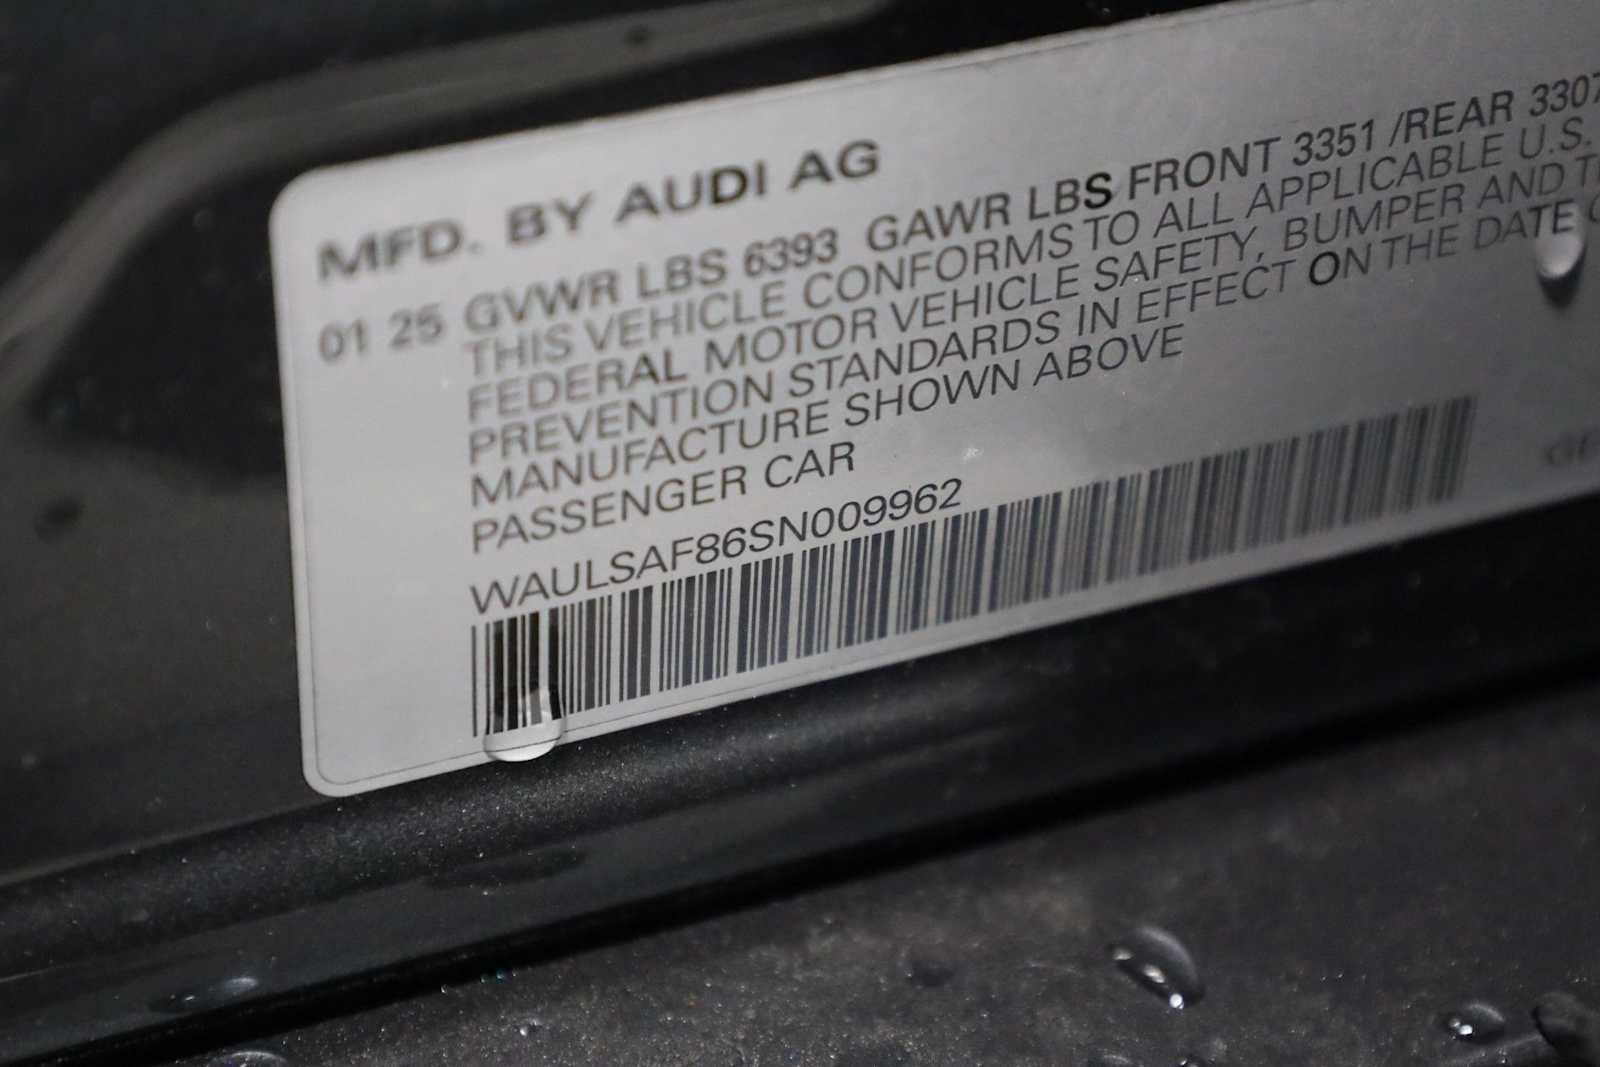 MFD. BY AUDI AG
01 25 GVWR LBS 6393 GAWR LBS FRONT 3351 /REAR 3307
THIS VEHICLE CONFORMS TO ALL APPLICABLE U.S.
FEDERAL MOTOR VEHICLE SAFETY, BUMPER AND
PREVENTION STANDARDS IN EFFECT ON THE DATE
MANUFACTURE SHOWN ABOVE
PASSENGER CAR
WAULSAF86SN009962